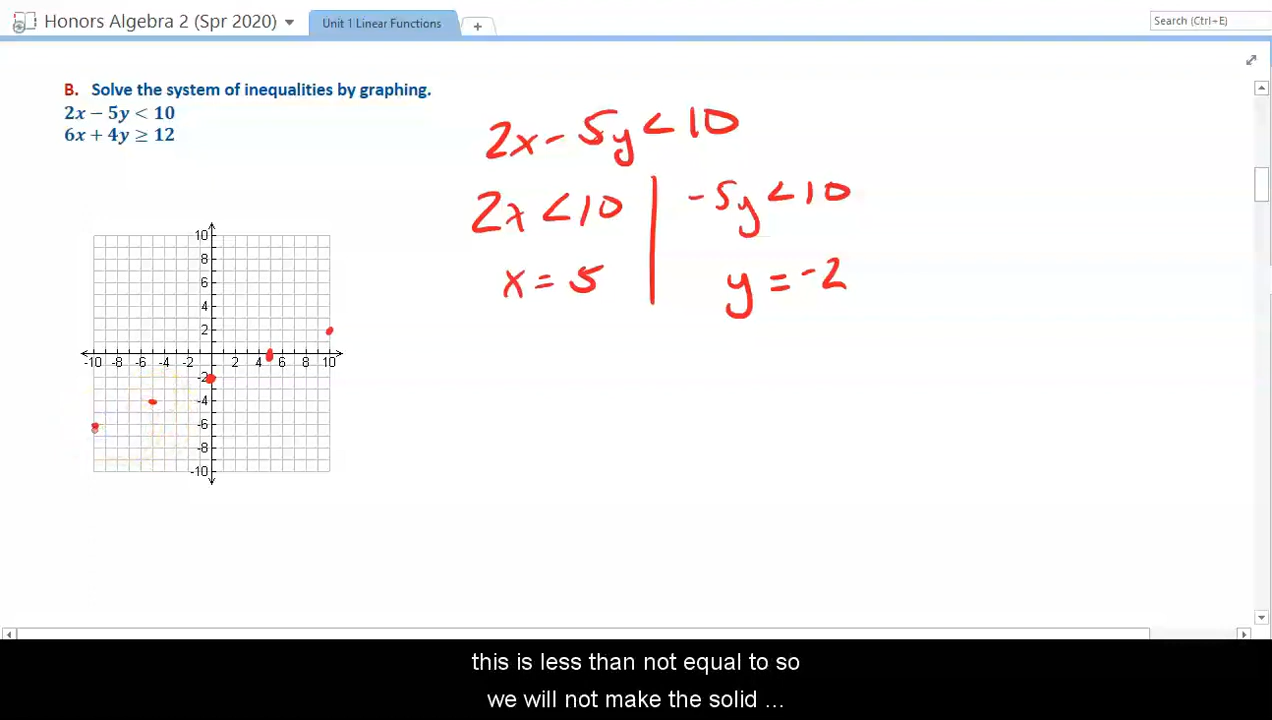 Honors Algebra 2 (Spr 2020)
Unit 1 Linear Functions
+
Search (Ctrl+E)
B. Solve the system of inequalities by graphing.
2x − 5y < 10
6x + 4y ≥ 12
2x - 5y < 10
2x < 10 | -5y < 10
x = 5 | y = -2
10
8
6
4
2
-10 -8 -6 -4 -2 2 4 6 8 10
-2
-4
-6
-8
-10
this is less than not equal to so
we will not make the solid ...